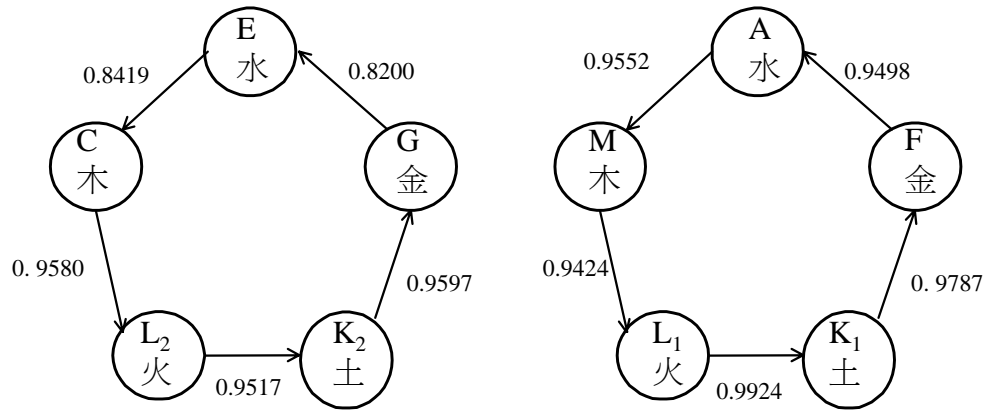 E
水
0.8419
0.8200
C
木
G
金
0. 9580
0.9597
L₂
火
K₂
土
0.9517
A
水
0.9552
0.9498
M
木
F
金
0.9424
0. 9787
L₁
火
K₁
土
0.9924